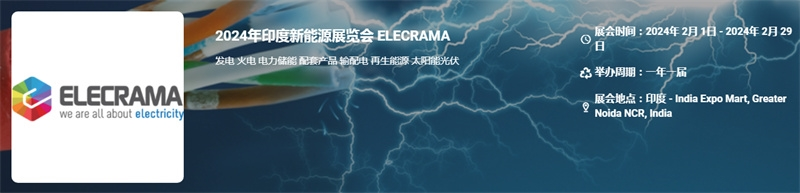 ELECRAMA
we are all about electricity
2024年印度新能源展览会 ELECRAMA
发电 火电 电力储能 配套产品 输配电 再生能源 太阳能光伏
展会时间：2024年 2月 1日 - 2024年 2月 29
日
举办周期：一年一届
展会地点：印度 - India Expo Mart, Greater
Noida NCR, India